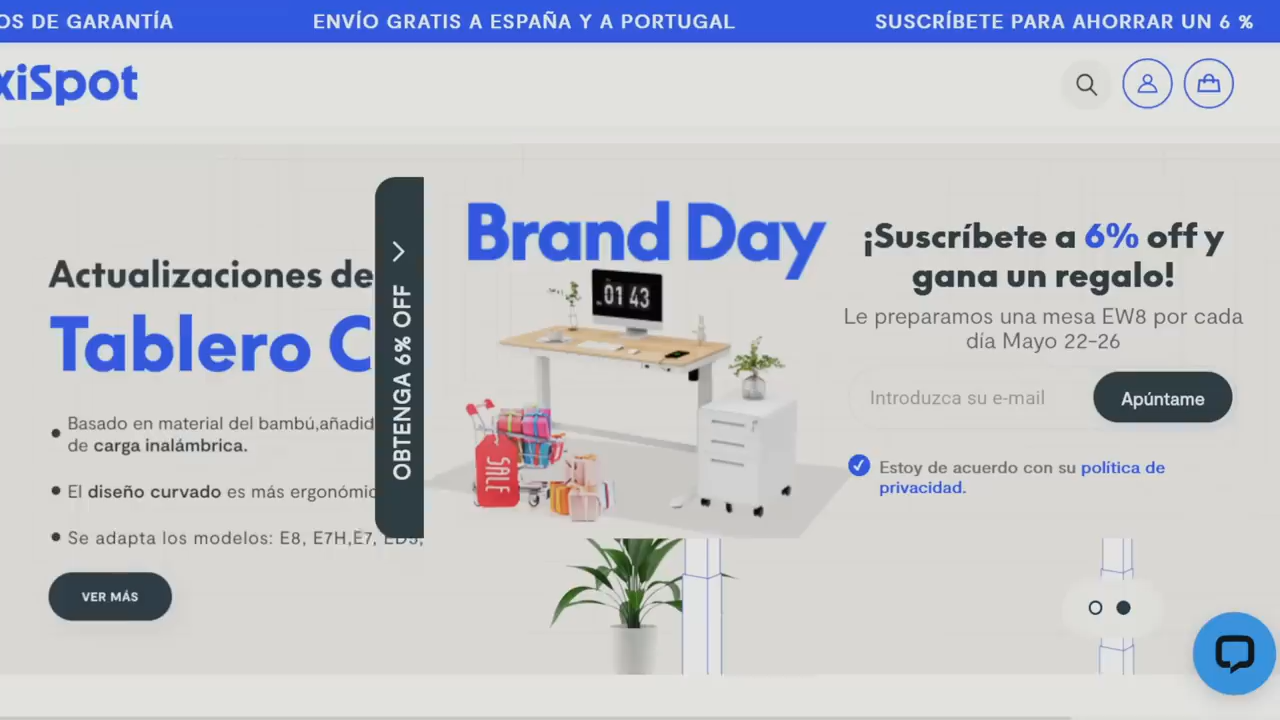 OS DE GARANTÍA
ENVÍO GRATIS A ESPAÑA Y A PORTUGAL
SUSCRÍBETE PARA AHORRAR UN 6 %
xiSpot
Actualizaciones de
Tablero C
Basado en material del bambú,añadid
de carga inalámbrica.
El diseño curvado es más ergonómic
Se adapta los modelos: E8, E7H,E7, ED5,
VER MÁS
OBTENGA 6% OFF
Brand Day
01 43
SALE
¡Suscríbete a 6% off y
gana un regalo!
Le preparamos una mesa EW8 por cada
día Mayo 22-26
Introduzca su e-mail
Apúntame
Estoy de acuerdo con su política de
privacidad.